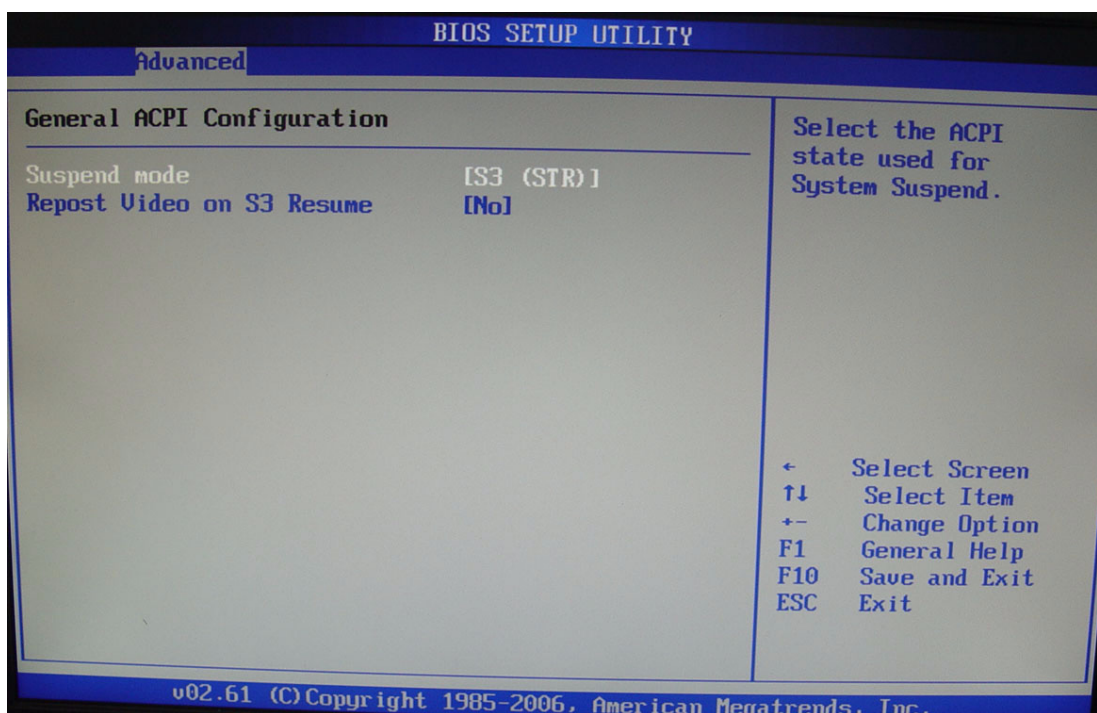 BIOS SETUP UTILITY
Advanced
General ACPI Configuration
Suspend mode [S3 (STR)]
Repost Video on S3 Resume [No]
Select the ACPI
state used for
System Suspend.
← Select Screen
↑↓ Select Item
+- Change Option
F1 General Help
F10 Save and Exit
ESC Exit
v02.61 (C)Copyright 1985-2006, American Megatrends, Inc.